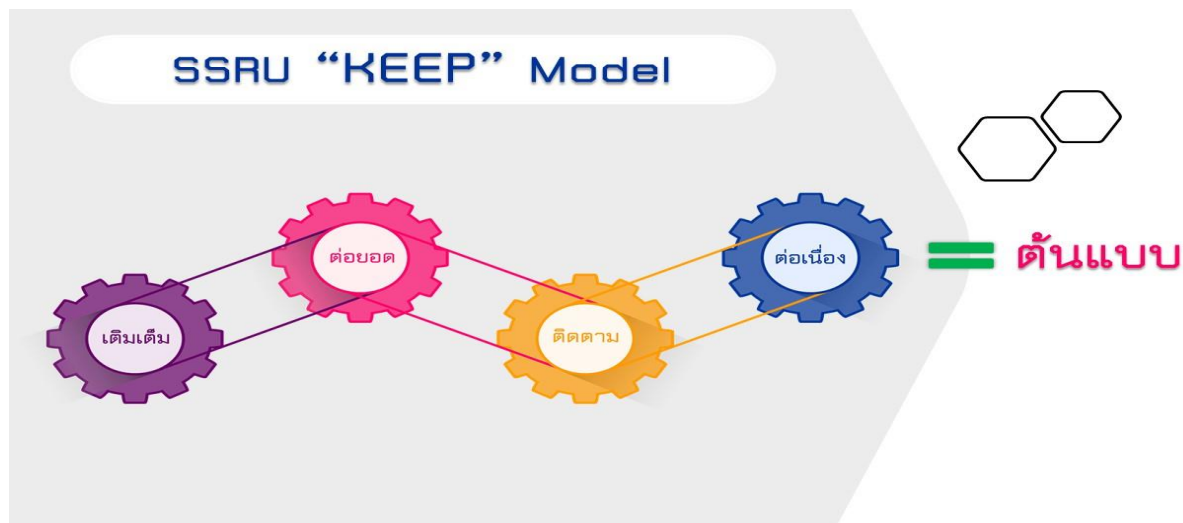 SSRU “KEEP” Model
เติมเต็ม
ต่อยอด
ติดตาม
ต่อเนื่อง
= ต้นแบบ